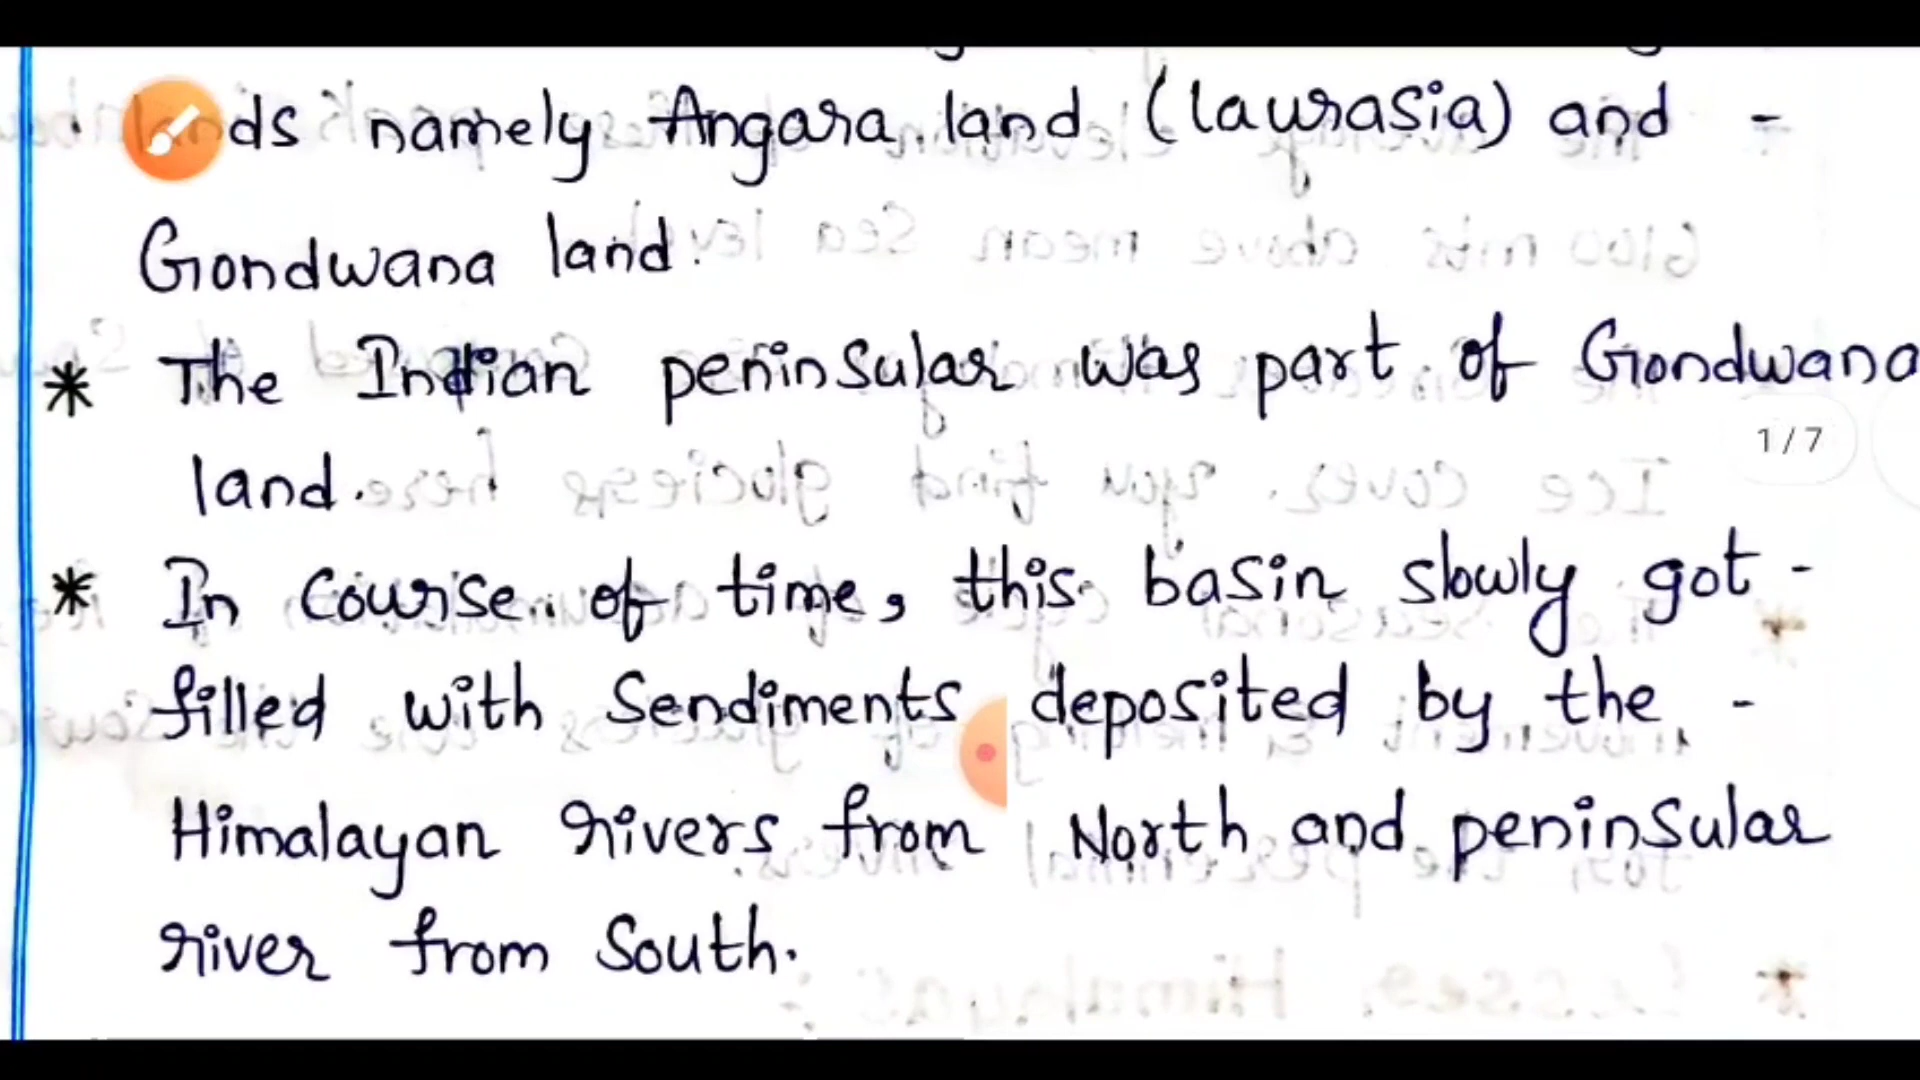 ds namely Angara land (laurasia) and -
Gondwana land.
* The Indian peninsular was part of Gondwana
land.
1/7
* In Course of time, this basin slowly got -
filled with Sendiments deposited by the -
Himalayan rivers from North and peninsular
river from South.